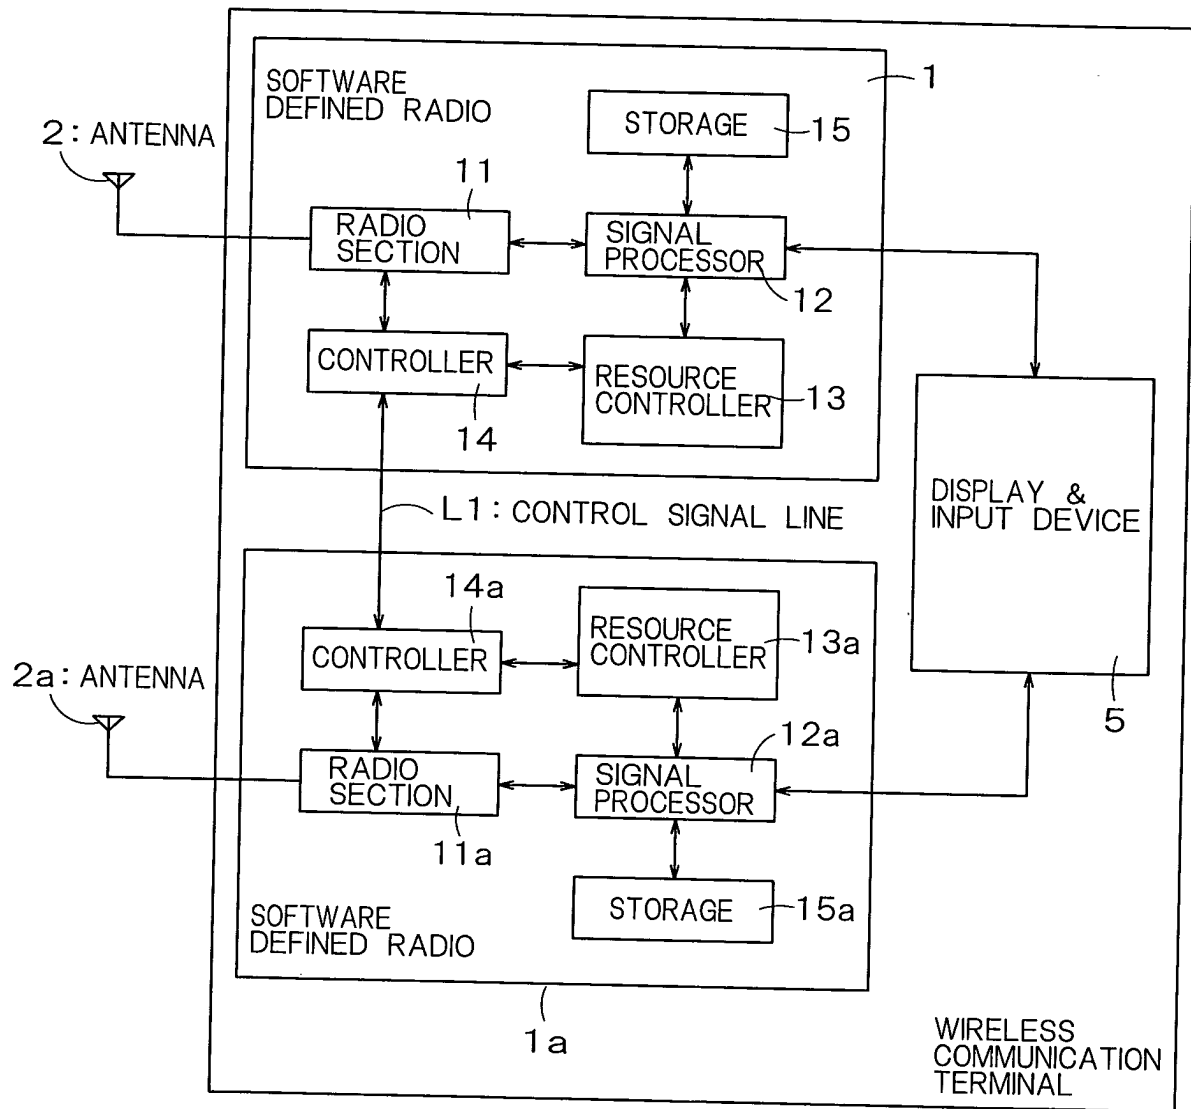 SOFTWARE
DEFINED RADIO
1
STORAGE
15
2: ANTENNA
11
RADIO
SECTION
SIGNAL
PROCESSOR
12
CONTROLLER
14
RESOURCE
CONTROLLER
13
DISPLAY &
INPUT DEVICE
5
L1: CONTROL SIGNAL LINE
14a
CONTROLLER
RESOURCE
CONTROLLER
13a
2a: ANTENNA
12a
RADIO
SECTION
11a
SIGNAL
PROCESSOR
STORAGE
15a
SOFTWARE
DEFINED RADIO
1a
WIRELESS
COMMUNICATION
TERMINAL